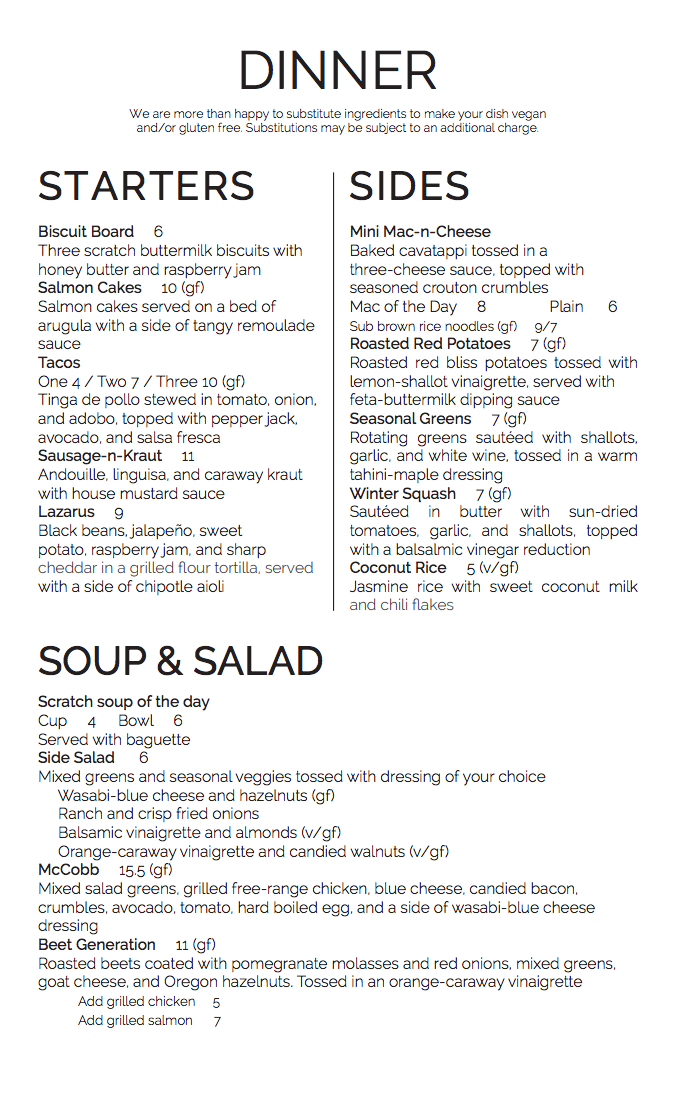 DINNER
We are more than happy to substitute ingredients to make your dish vegan
and/or gluten free. Substitutions may be subject to an additional charge.
STARTERS
Biscuit Board 6
Three scratch buttermilk biscuits with
honey butter and raspberry jam
Salmon Cakes 10 (gf)
Salmon cakes served on a bed of
arugula with a side of tangy remoulade
sauce
Tacos
One 4 / Two 7 / Three 10 (gf)
Tinga de pollo stewed in tomato, onion,
and adobo, topped with pepper jack,
avocado, and salsa fresca
Sausage-n-Kraut 11
Andouille, linguisa, and caraway kraut
with house mustard sauce
Lazarus 9
Black beans, jalapeño, sweet
potato, raspberry jam, and sharp
cheddar in a grilled flour tortilla, served
with a side of chipotle aioli
SIDES
Mini Mac-n-Cheese
Baked cavatappi tossed in a
three-cheese sauce, topped with
seasoned crouton crumbles
Mac of the Day 8 Plain 6
Sub brown rice noodles (gf) 9/7
Roasted Red Potatoes 7 (gf)
Roasted red bliss potatoes tossed with
lemon-shallot vinaigrette, served with
feta-buttermilk dipping sauce
Seasonal Greens 7 (gf)
Rotating greens sautéed with shallots,
garlic, and white wine, tossed in a warm
tahini-maple dressing
Winter Squash 7 (gf)
Sautéed in butter with sun-dried
tomatoes, garlic, and shallots, topped
with a balsalmic vinegar reduction
Coconut Rice 5 (v/gf)
Jasmine rice with sweet coconut milk
and chili flakes
SOUP & SALAD
Scratch soup of the day
Cup 4 Bowl 6
Served with baguette
Side Salad 6
Mixed greens and seasonal veggies tossed with dressing of your choice
Wasabi-blue cheese and hazelnuts (gf)
Ranch and crisp fried onions
Balsamic vinaigrette and almonds (v/gf)
Orange-caraway vinaigrette and candied walnuts (v/gf)
McCobb 15.5 (gf)
Mixed salad greens, grilled free-range chicken, blue cheese, candied bacon,
crumbles, avocado, tomato, hard boiled egg, and a side of wasabi-blue cheese
dressing
Beet Generation 11 (gf)
Roasted beets coated with pomegranate molasses and red onions, mixed greens,
goat cheese, and Oregon hazelnuts. Tossed in an orange-caraway vinaigrette
Add grilled chicken 5
Add grilled salmon 7